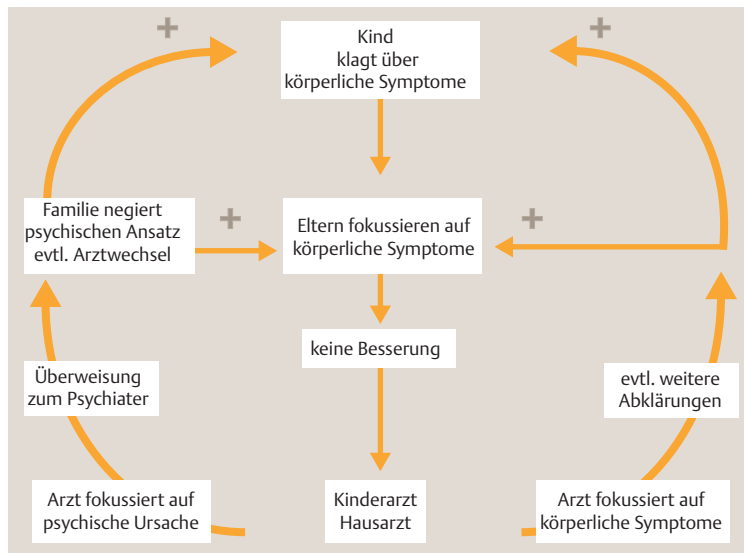 +
+
Kind
klagt über
körperliche Symptome
Familie negiert
psychischen Ansatz
evtl. Arztwechsel
+
Eltern fokussieren auf
körperliche Symptome
+
keine Besserung
Überweisung
zum Psychiater
evtl. weitere
Abklärungen
Arzt fokussiert auf
psychische Ursache
Kinderarzt
Hausarzt
Arzt fokussiert auf
körperliche Symptome